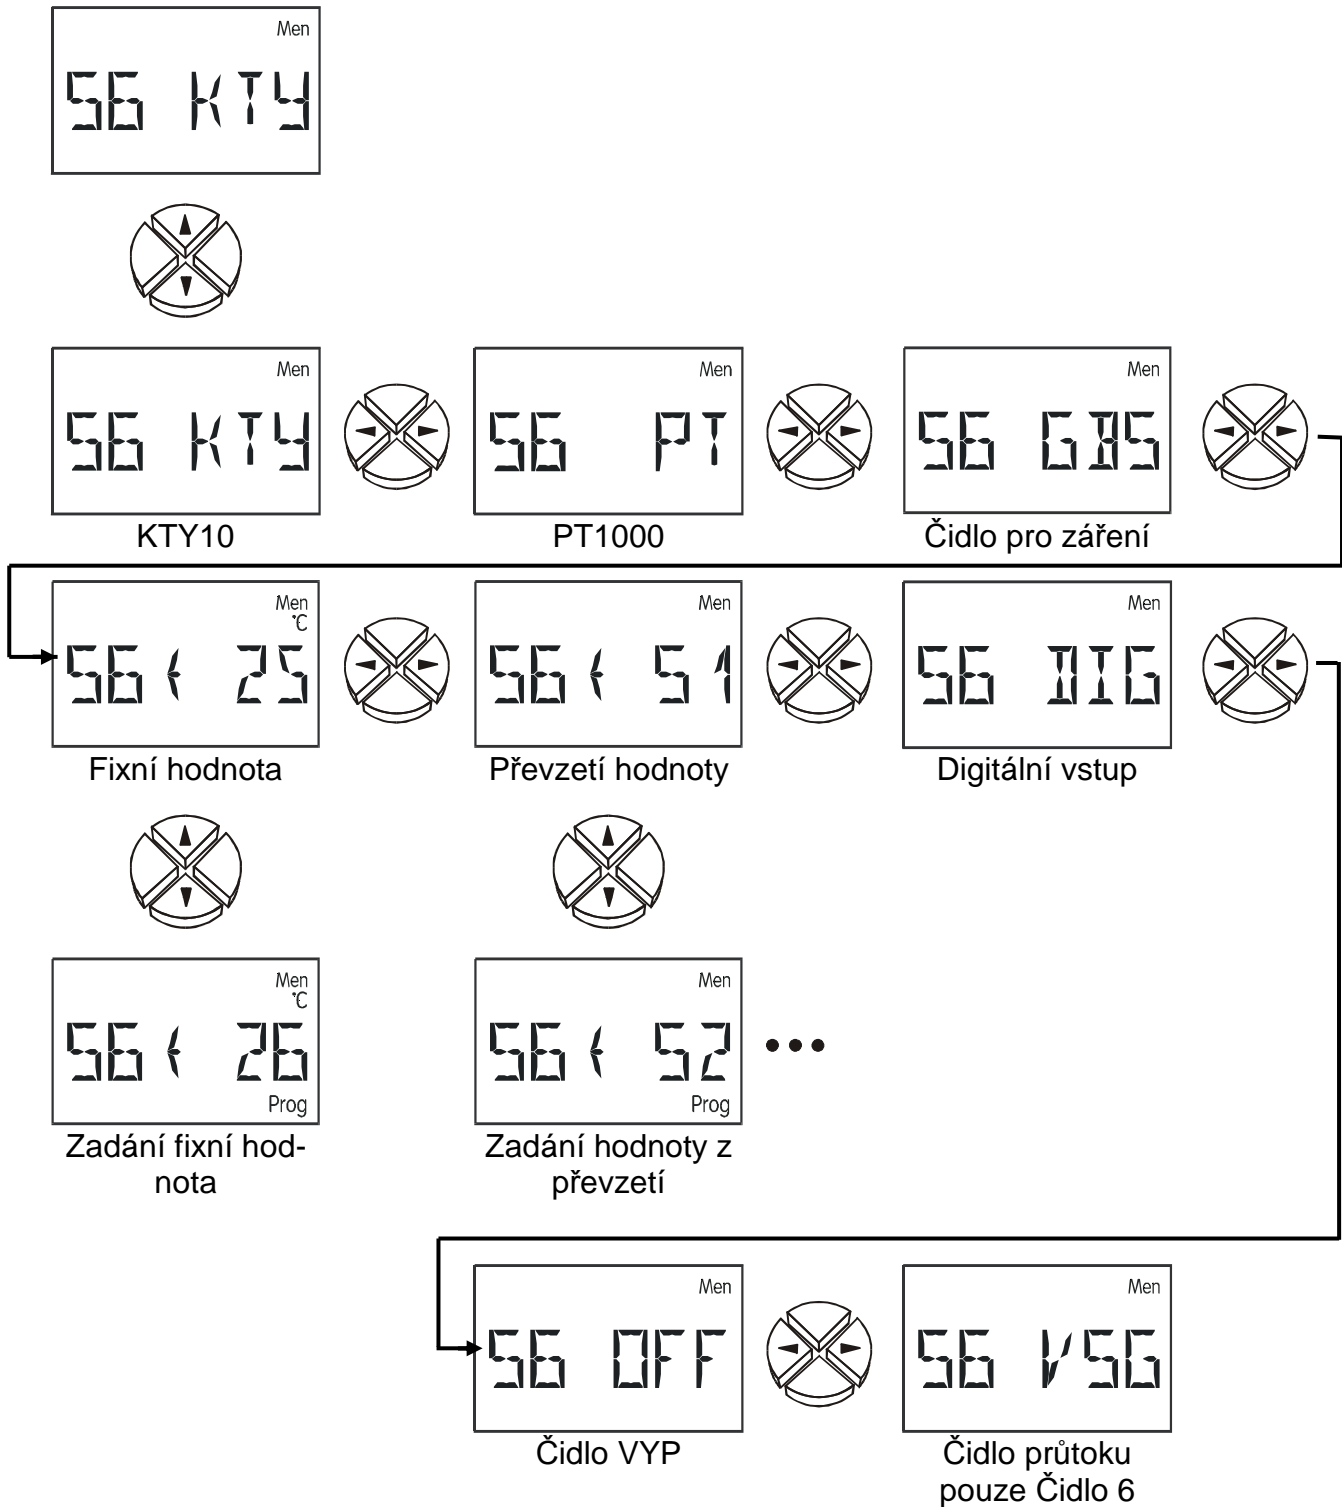 Men
S6 KTY
Men
S6 KTY
KTY10
Men
S6 PT
PT1000
Men
S6 GBS
Čidlo pro záření
Men
°C
S6 < 25
Fixní hodnota
Men
S6 < S1
Převzetí hodnoty
Men
S6 DIG
Digitální vstup
Men
°C
S6 < 26
Prog
Zadání fixní hod-
nota
Men
S6 < S2
Prog
•••
Zadání hodnoty z
převzetí
Men
S6 OFF
Čidlo VYP
Men
S6 VSG
Čidlo průtoku
pouze Čidlo 6